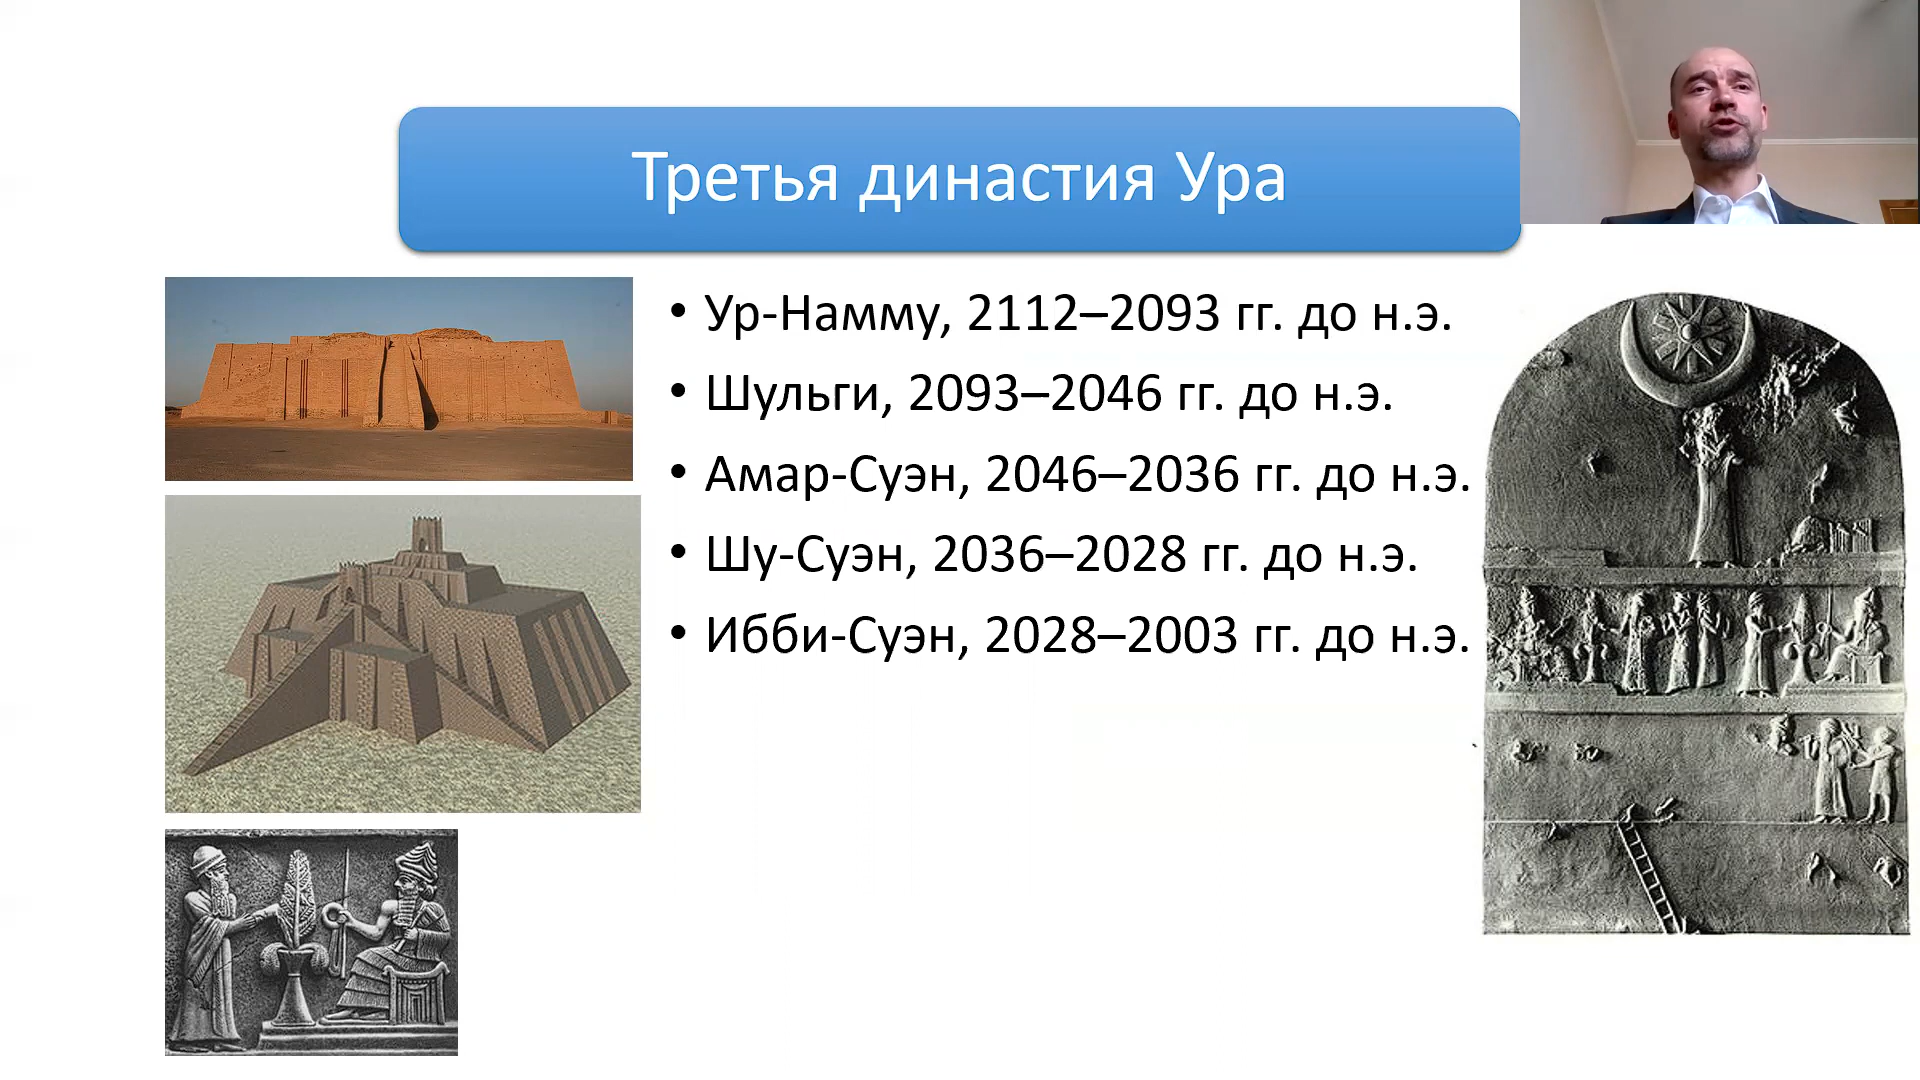 Третья династия Ура
• Ур-Намму, 2112–2093 гг. до н.э.
• Шульги, 2093–2046 гг. до н.э.
• Амар-Суэн, 2046–2036 гг. до н.э.
• Шу-Суэн, 2036–2028 гг. до н.э.
• Ибби-Суэн, 2028–2003 гг. до н.э.